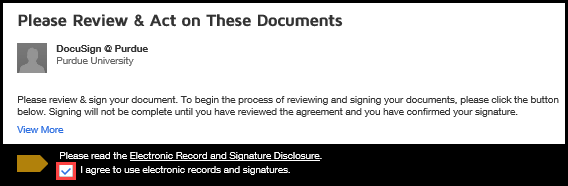 Please Review & Act on These Documents
DocuSign @ Purdue
Purdue University
Please review & sign your document. To begin the process of reviewing and signing your documents, please click the button
below. Signing will not be complete until you have reviewed the agreement and you have confirmed your signature.
View More
Please read the Electronic Record and Signature Disclosure.
I agree to use electronic records and signatures.